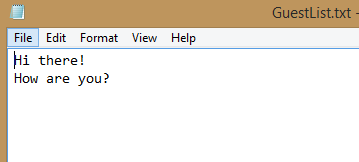 GuestList.txt -
File Edit Format View Help
Hi there!
How are you?